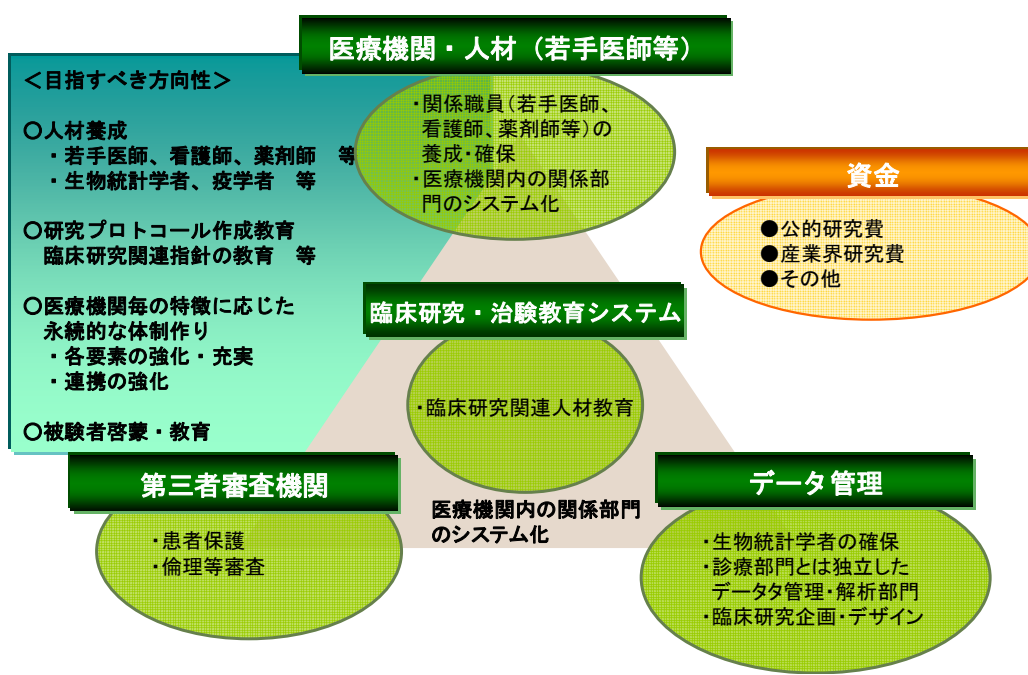 医療機関・人材（若手医師等）
＜目指すべき方向性＞
○人材養成
・若手医師、看護師、薬剤師　等
・生物統計学者、疫学者　等
○研究プロトコール作成教育
臨床研究関連指針の教育　等
○医療機関毎の特徴に応じた
永続的な体制作り
・各要素の強化・充実
・連携の強化
○被験者啓蒙・教育
・関係職員（若手医師、
看護師、薬剤師等）の
養成・確保
・医療機関内の関係部
門のシステム化
資金
●公的研究費
●産業界研究費
●その他
臨床研究・治験教育システム
・臨床研究関連人材教育
医療機関内の関係部門
のシステム化
第三者審査機関
・患者保護
・倫理等審査
データ管理
・生物統計学者の確保
・診療部門とは独立した
データタ管理・解析部門
・臨床研究企画・デザイン